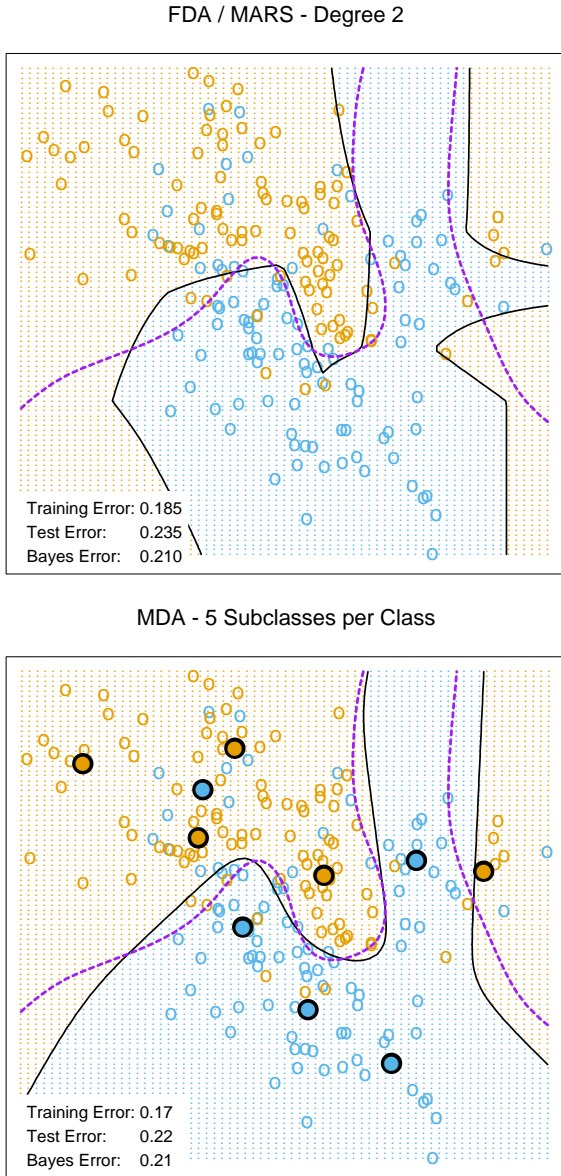 FDA / MARS - Degree 2
Training Error: 0.185
Test Error: 0.235
Bayes Error: 0.210
MDA - 5 Subclasses per Class
Training Error: 0.17
Test Error: 0.22
Bayes Error: 0.21